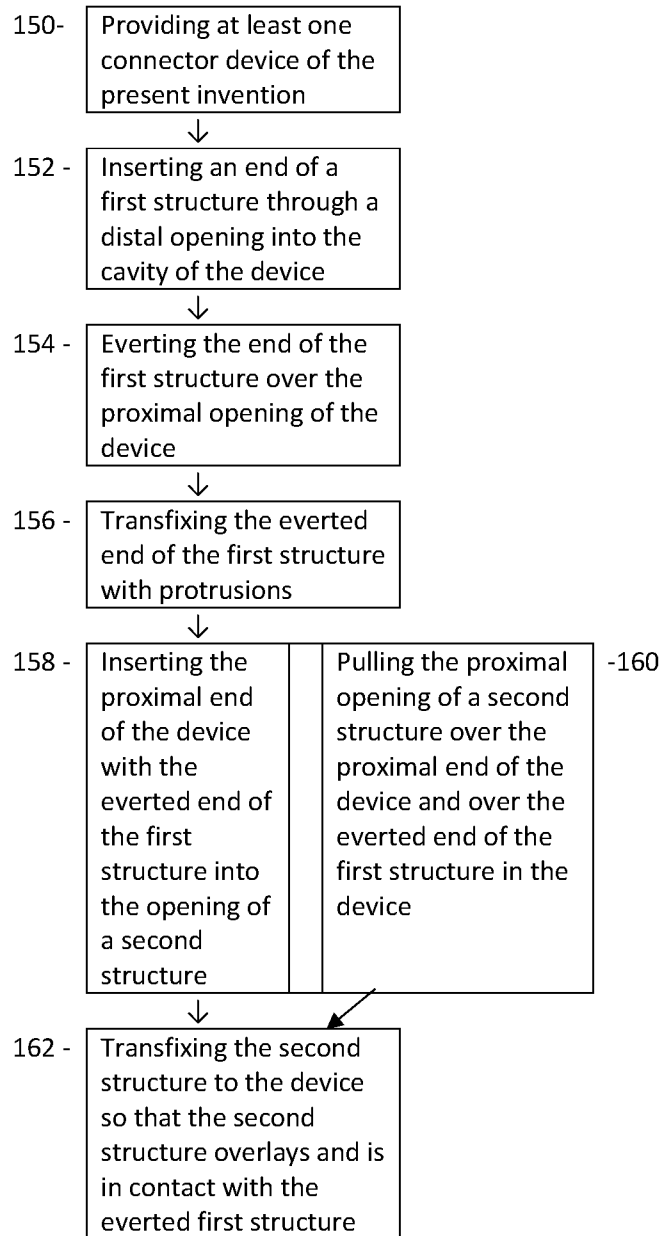 150-
Providing at least one
connector device of the
present invention
152 -
Inserting an end of a
first structure through a
distal opening into the
cavity of the device
154 -
Everting the end of the
first structure over the
proximal opening of the
device
156 -
Transfixing the everted
end of the first structure
with protrusions
158 -
Inserting the
proximal end
of the device
with the
everted end of
the first
structure into
the opening of
a second
structure
Pulling the proximal
opening of a second
structure over the
proximal end of the
device and over the
everted end of the
first structure in the
device
-160
162 -
Transfixing the second
structure to the device
so that the second
structure overlays and is
in contact with the
everted first structure